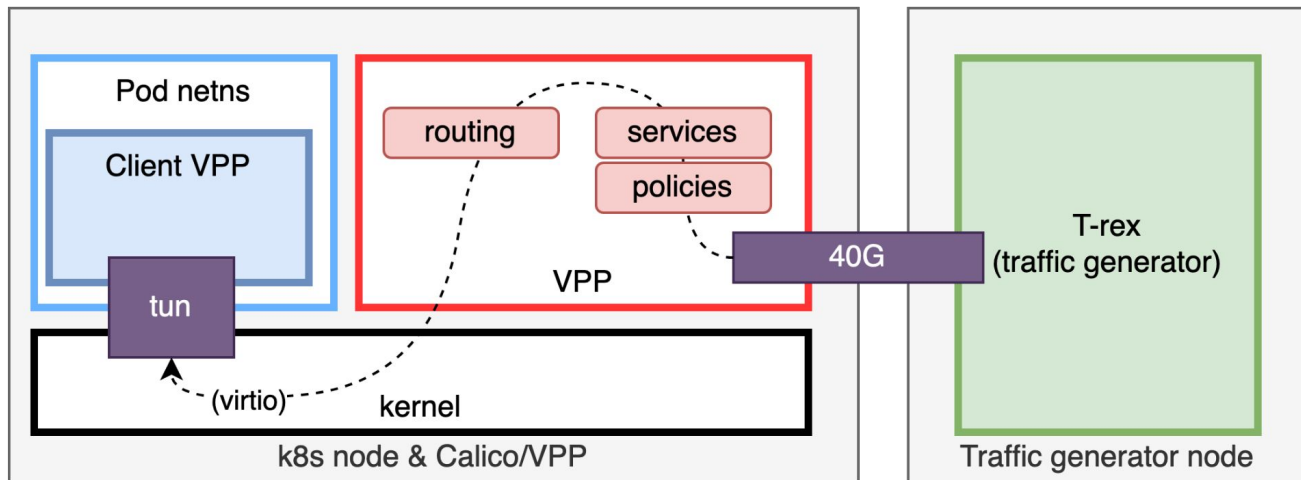 Pod netns
Client VPP
tun
routing
services
policies
VPP
40G
T-rex
(traffic generator)
(virtio)
kernel
k8s node & Calico/VPP
Traffic generator node